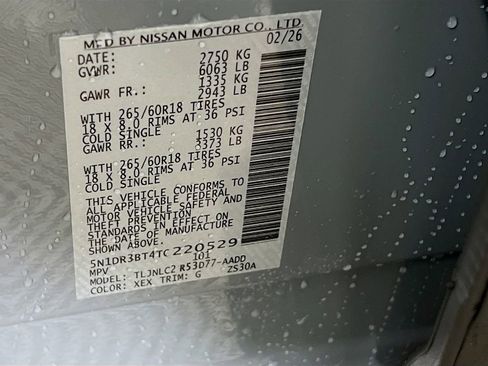 MFD BY NISSAN MOTOR CO., LTD.
DATE: 02/26
GVWR: 2750 KG
6063 LB
GAWR FR.: 1335 KG
2943 LB
WITH 265/60R18 TIRES
18 X 8.0 RIMS AT 36 PSI
COLD SINGLE
GAWR RR.: 1530 KG
3373 LB
WITH 265/60R18 TIRES
18 X 8.0 RIMS AT 36 PSI
COLD SINGLE
THIS VEHICLE CONFORMS TO
ALL APPLICABLE FEDERAL
MOTOR VEHICLE SAFETY AND
THEFT PREVENTION
STANDARDS IN EFFECT ON
THE DATE OF MANUFACTURE
SHOWN ABOVE.
5N1DR3BT4TC220529
MPV 101
MODEL: TLJNLC2 R53D77-AADD
COLOR: XEX TRIM: G ZS30A